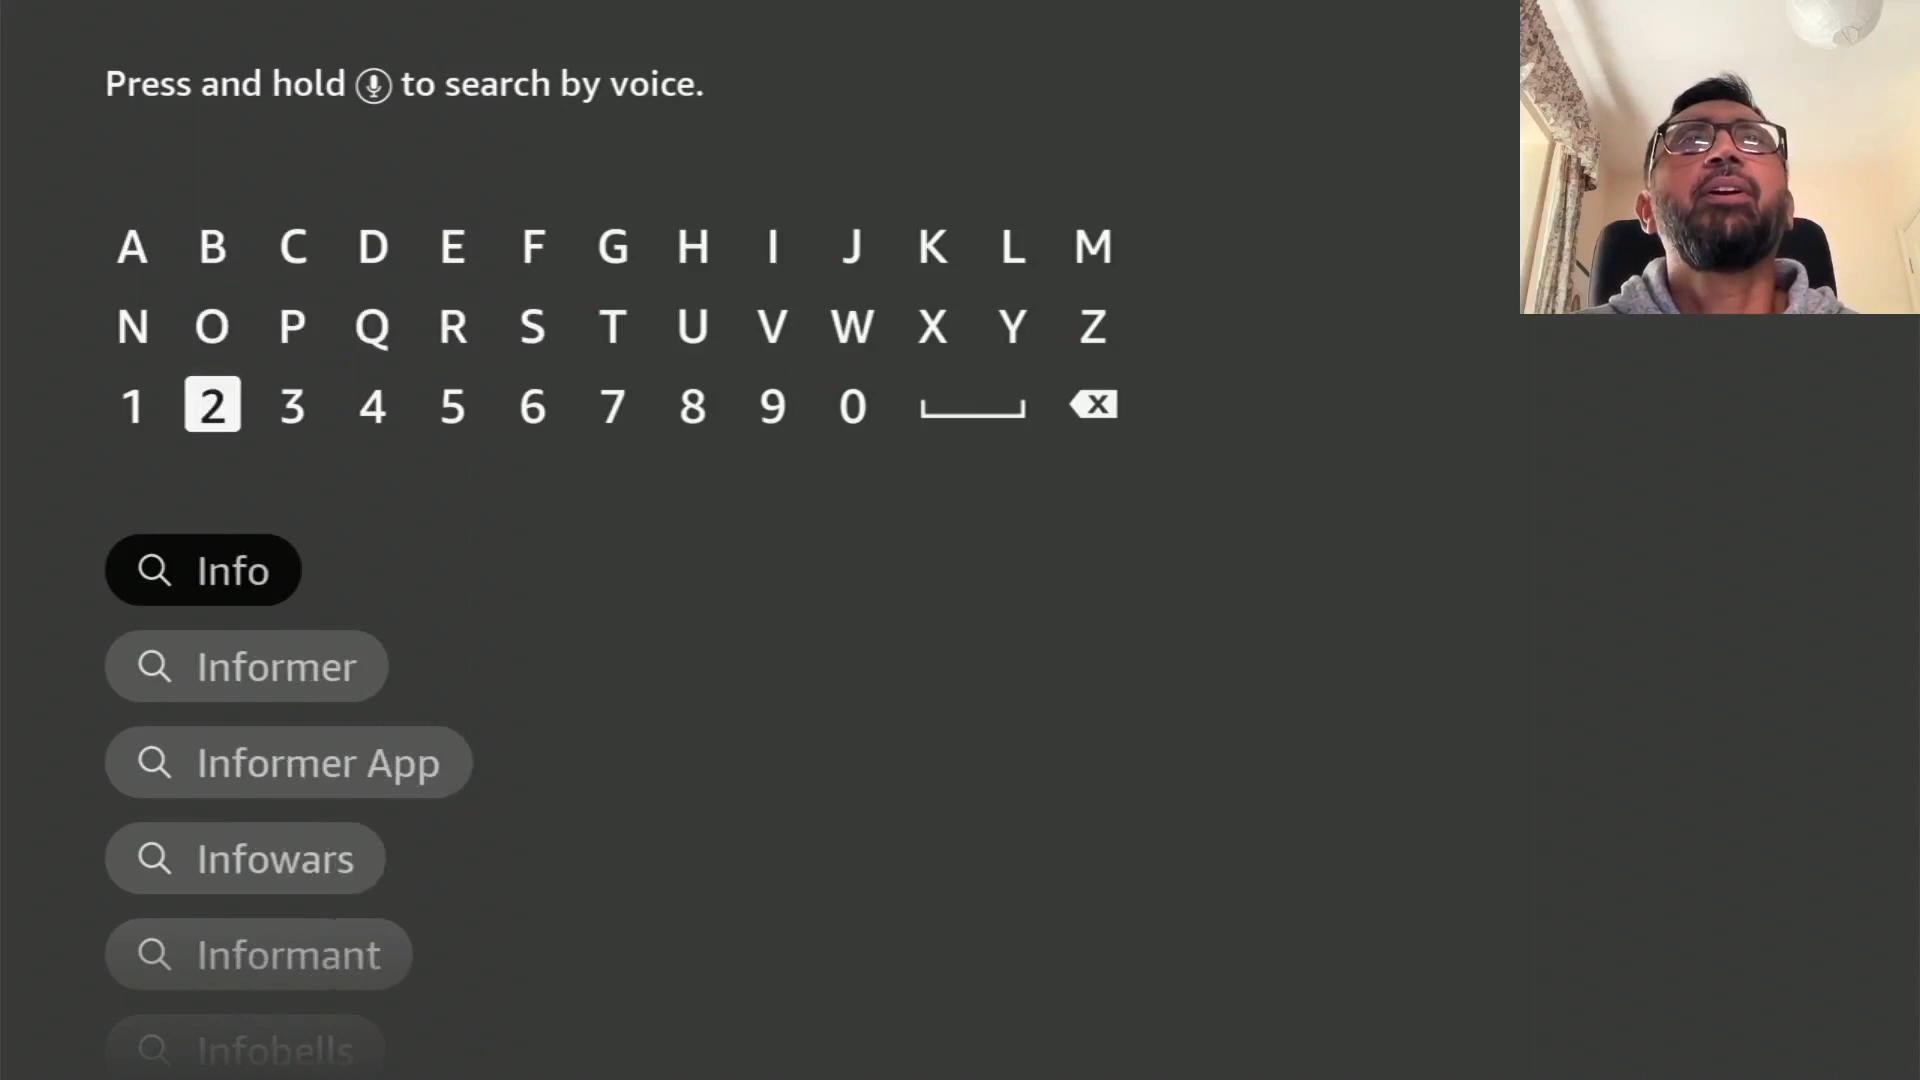 Press and hold to search by voice.
A B C D E F G H I J K L M
N O P Q R S T U V W X Y Z
1 2 3 4 5 6 7 8 9 0
Info
Informer
Informer App
Infowars
Informant
Infobells